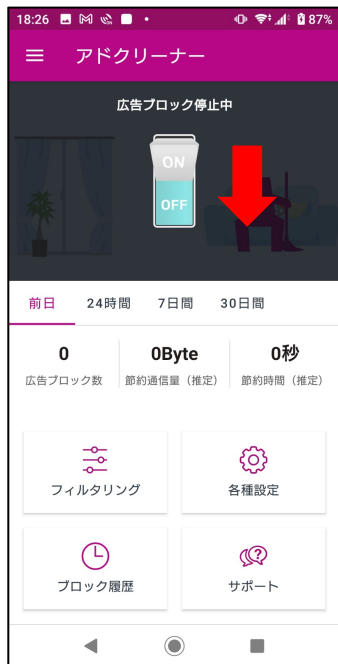 18:26 87%
アドクリーナー
広告ブロック停止中
ON
OFF
前日 24時間 7日間 30日間
0 0Byte 0秒
広告ブロック数 節約通信量（推定） 節約時間（推定）
フィルタリング 各種設定
ブロック履歴 サポート